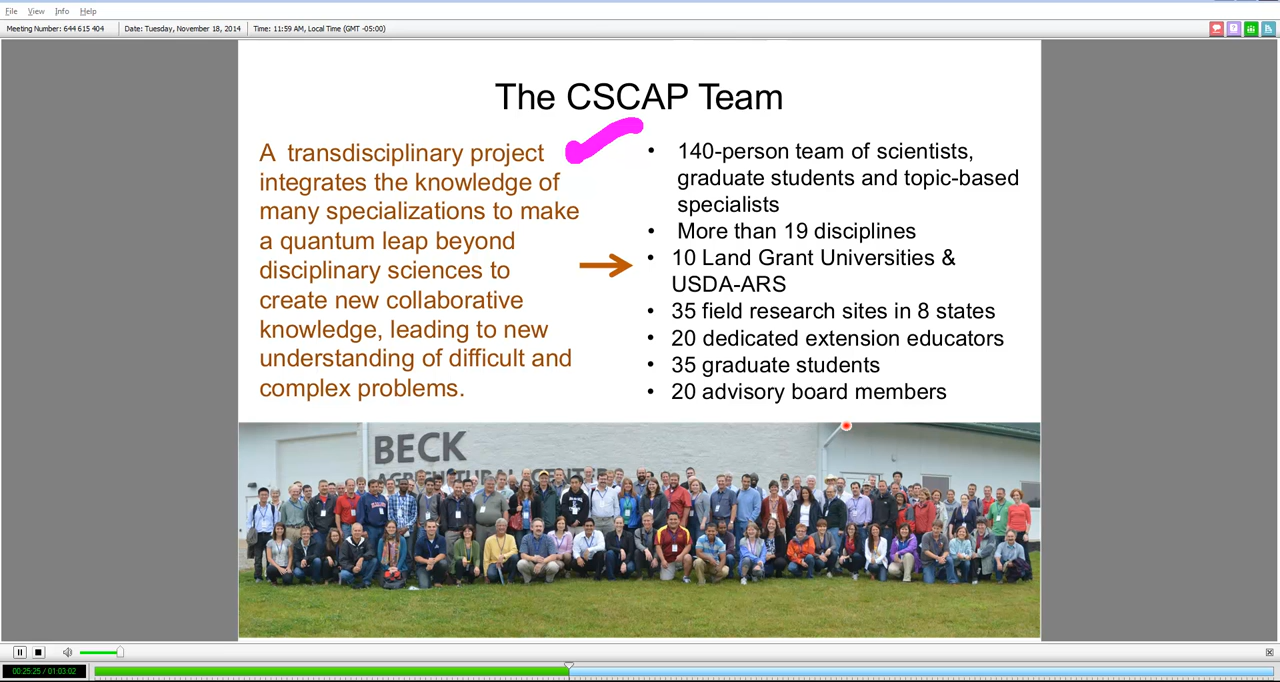 File View Info Help
Meeting Number: 644 615 404 Date: Tuesday, November 18, 2014 Time: 11:59 AM, Local Time (GMT -05:00)
The CSCAP Team
A transdisciplinary project
integrates the knowledge of
many specializations to make
a quantum leap beyond
disciplinary sciences to
create new collaborative
knowledge, leading to new
understanding of difficult and
complex problems.
• 140-person team of scientists,
graduate students and topic-based
specialists
• More than 19 disciplines
• 10 Land Grant Universities &
USDA-ARS
• 35 field research sites in 8 states
• 20 dedicated extension educators
• 35 graduate students
• 20 advisory board members
BECK
AGRICULTURAL CENTER
00:25:25 / 01:03:02